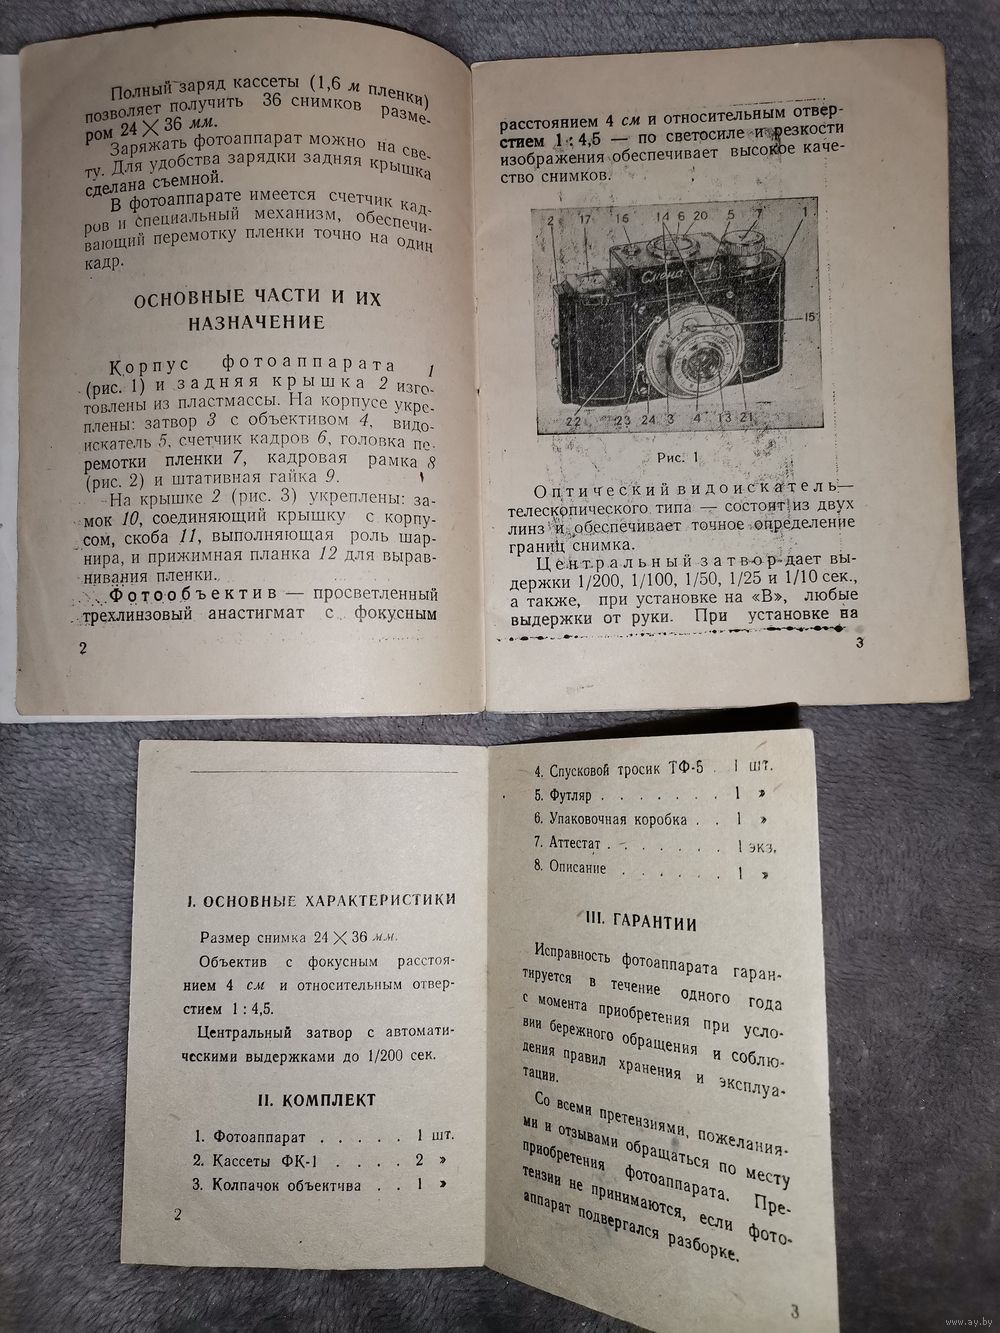 Полный заряд кассеты (1,6 м пленки)
позволяет получить 36 снимков разме-
ром 24 × 36 мм.
Заряжать фотоаппарат можно на све-
ту. Для удобства зарядки задняя крышка
сделана съемной.
В фотоаппарате имеется счетчик кад-
ров и специальный механизм, обеспечи-
вающий перемотку пленки точно на один
кадр.
ОСНОВНЫЕ ЧАСТИ И ИХ
НАЗНАЧЕНИЕ
Корпус фотоаппарата 1
(рис. 1) и задняя крышка 2 изго-
товлены из пластмассы. На корпусе укре-
плены: затвор 3 с объективом 4, видо-
искатель 5, счетчик кадров 6, головка пе-
ремотки пленки 7, кадровая рамка 8
(рис. 2) и штативная гайка 9.
На крышке 2 (рис. 3) укреплены: за-
мок 10, соединяющий крышку с корпу-
сом, скоба 11, выполняющая роль шар-
нира, и прижимная планка 12 для вырав-
нивания пленки.
Фотообъектив — просветленный
трехлинзовый анастигмат с фокусным
2
расстоянием 4 см и относительным отвер-
стием 1 : 4,5 — по светосиле и резкости
изображения обеспечивает высокое каче-
ство снимков.
2 17 16 14 6 20 5 7 1
Смена
15
22 23 24 3 4 13 21
Рис. 1
Оптический видоискатель—
телескопического типа — состоит из двух
линз и обеспечивает точное определение
границ снимка.
Центральный затвор дает вы-
держки 1/200, 1/100, 1/50, 1/25 и 1/10 сек.,
а также, при установке на «В», любые
выдержки от руки. При установке на
3
I. ОСНОВНЫЕ ХАРАКТЕРИСТИКИ
Размер снимка 24 × 36 мм.
Объектив с фокусным расстоя-
нием 4 см и относительным отвер-
стием 1 : 4,5.
Центральный затвор с автомати-
ческими выдержками до 1/200 сек.
II. КОМПЛЕКТ
1. Фотоаппарат . . . . . 1 шт.
2. Кассеты ФК-1 . . . . 2 »
3. Колпачок объектива . . 1 »
2
4. Спусковой тросик ТФ-5 . 1 шт.
5. Футляр . . . . . . . 1 »
6. Упаковочная коробка . . 1 »
7. Аттестат . . . . . . 1 экз.
8. Описание . . . . . . 1 »
III. ГАРАНТИИ
Исправность фотоаппарата гаран-
тируется в течение одного года
с момента приобретения при усло-
вии бережного обращения и соблю-
дения правил хранения и эксплуа-
тации.
Со всеми претензиями, пожелания-
ми и отзывами обращаться по месту
приобретения фотоаппарата. Пре-
тензии не принимаются, если фото-
аппарат подвергался разборке.
3
www.ay.by